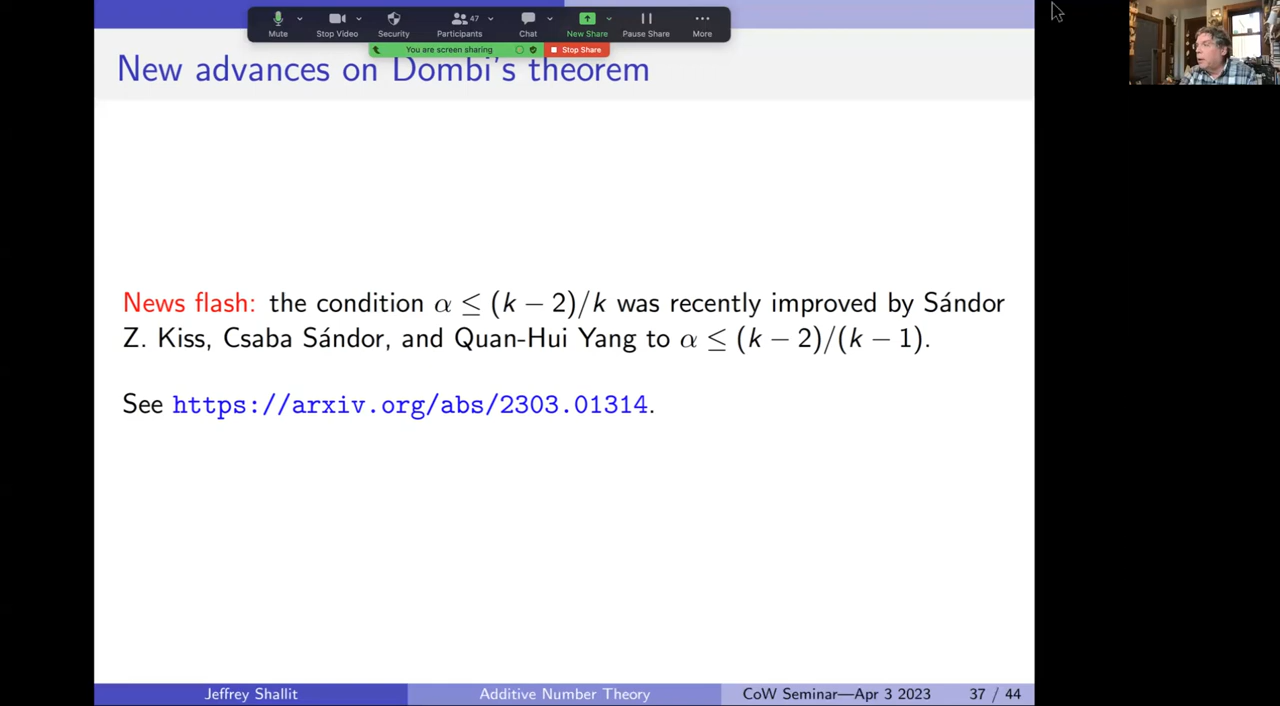 Mute
Stop Video
Security
Participants
47
Chat
New Share
Pause Share
More
You are screen sharing
Stop Share
New advances on Dombi's theorem
News flash: the condition α ≤ (k − 2)/k was recently improved by Sándor
Z. Kiss, Csaba Sándor, and Quan-Hui Yang to α ≤ (k − 2)/(k − 1).
See https://arxiv.org/abs/2303.01314.
Jeffrey Shallit
Additive Number Theory
CoW Seminar—Apr 3 2023
37 / 44